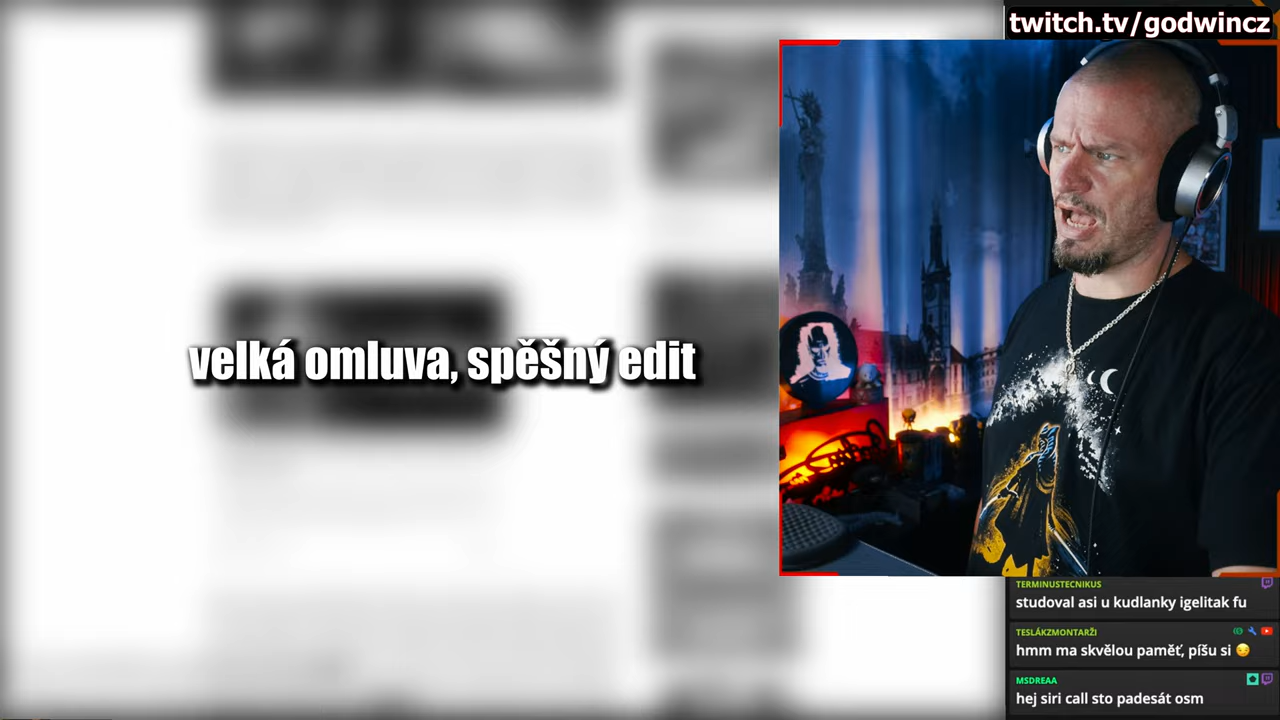 twitch.tv/godwincz
velká omluva, spěšný edit
TERMINUSTECNIKUS
studoval asi u kudlanky igelitak fu
TESLÁKZMONTARŽI
hmm ma skvělou paměť, píšu si 😏
MSDREAA
hej siri call sto padesát osm